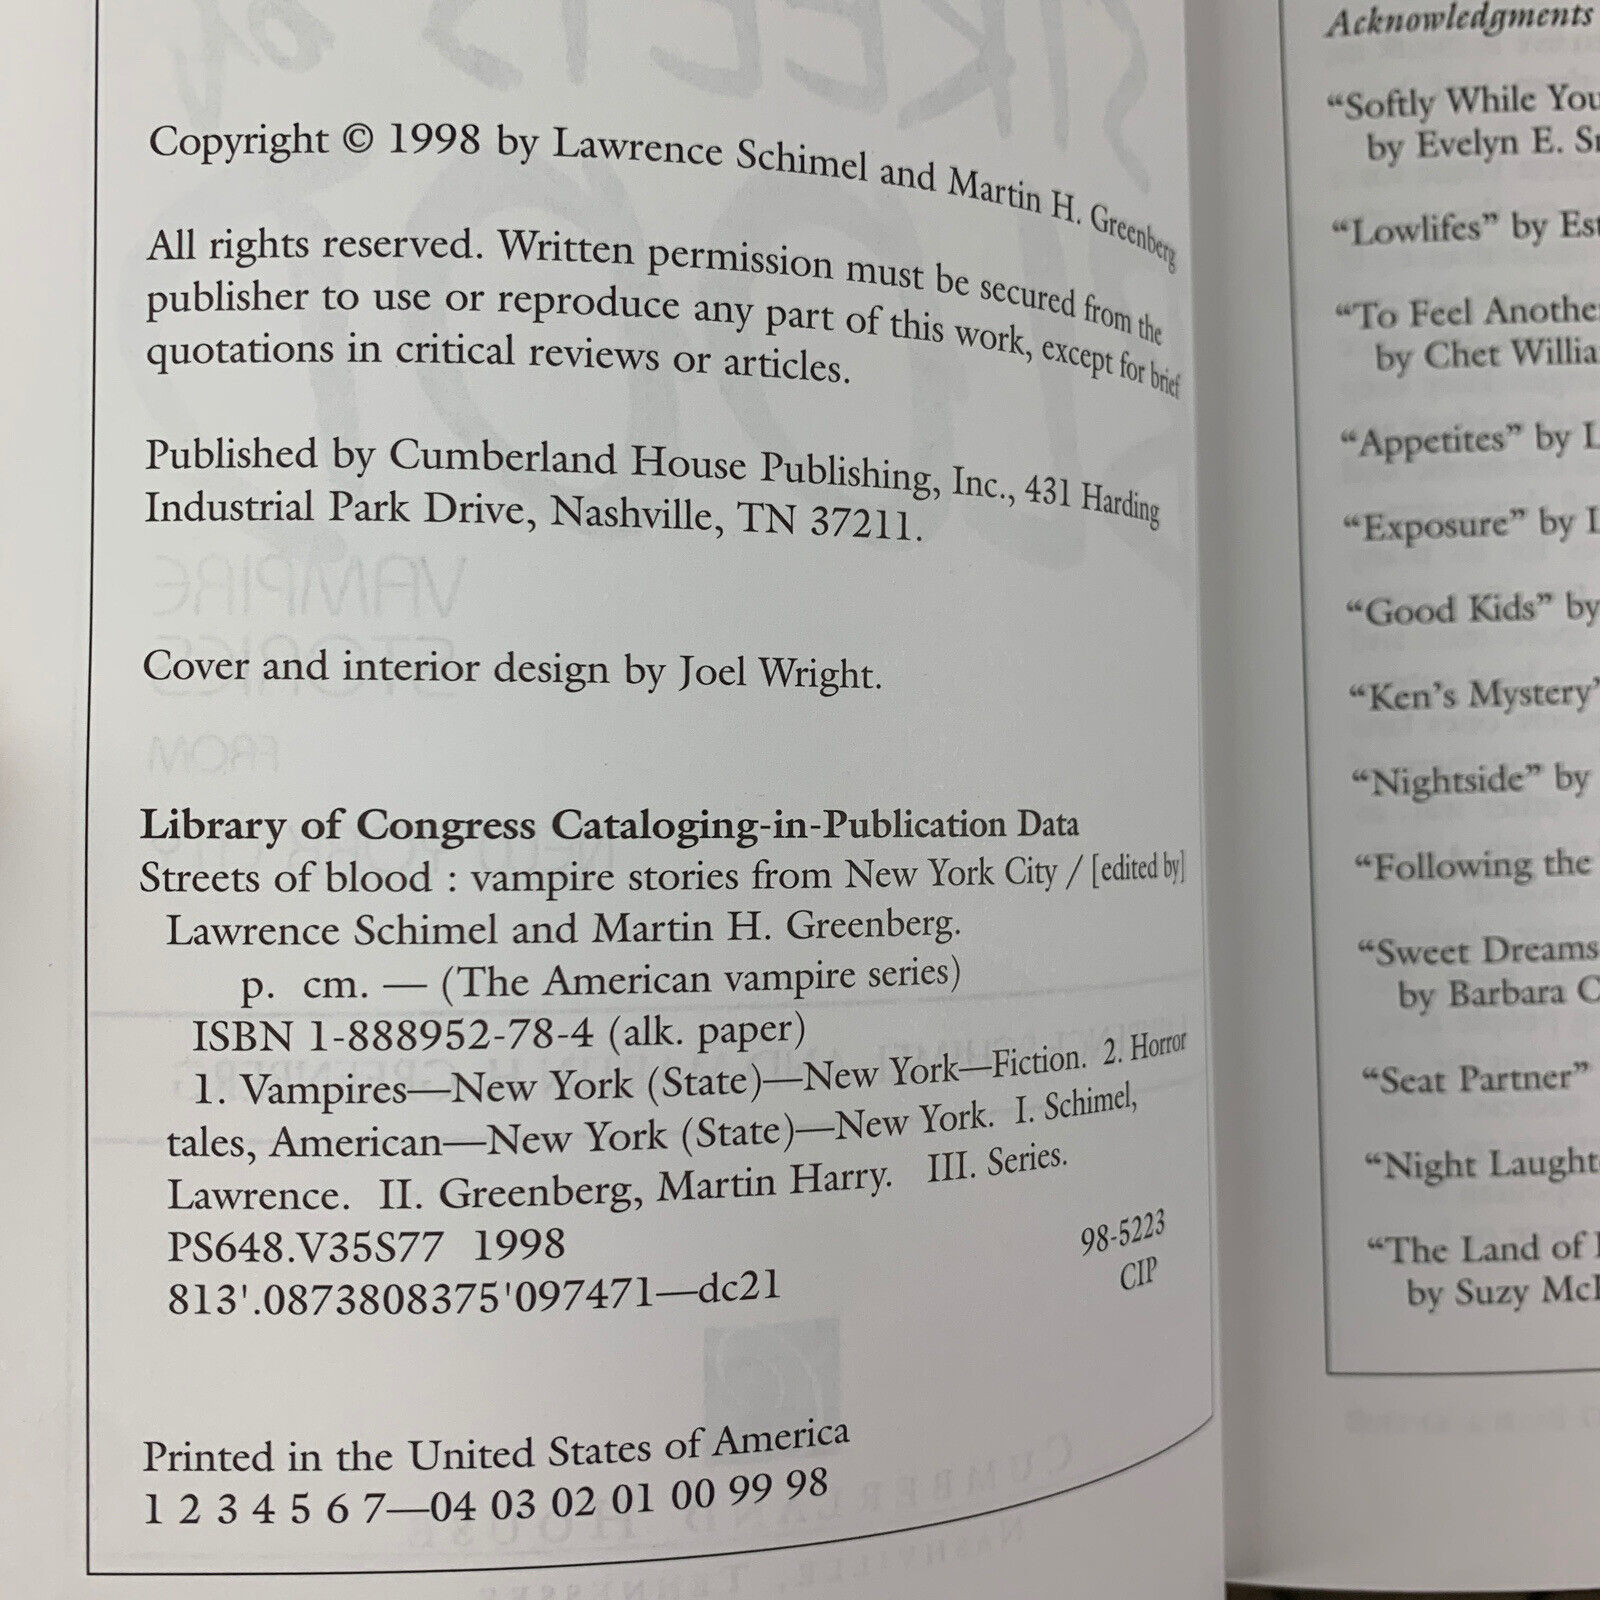 Copyright © 1998 by Lawrence Schimel and Martin H. Greenberg
All rights reserved. Written permission must be secured from the
publisher to use or reproduce any part of this work, except for brief
quotations in critical reviews or articles.
Published by Cumberland House Publishing, Inc., 431 Harding
Industrial Park Drive, Nashville, TN 37211.
Cover and interior design by Joel Wright.
Library of Congress Cataloging-in-Publication Data
Streets of blood : vampire stories from New York City / [edited by]
Lawrence Schimel and Martin H. Greenberg.
p. cm. — (The American vampire series)
ISBN 1-888952-78-4 (alk. paper)
1. Vampires—New York (State)—New York—Fiction. 2. Horror
tales, American—New York (State)—New York. I. Schimel,
Lawrence. II. Greenberg, Martin Harry. III. Series.
PS648.V35S77 1998
98-5223
813'.0873808375'097471—dc21
CIP
Printed in the United States of America
1 2 3 4 5 6 7—04 03 02 01 00 99 98
Acknowledgments
“Softly While You
by Evelyn E.
“Lowlifes” by
“To Feel
by Chet
“Appetites” by
“Exposure” by
“Good Kids” by
“Ken's Mystery”
“Nightside” by
“Following the
“Sweet Dreams
by Barbara
“Seat Partner”
“Night
“The Land of
by Suzy